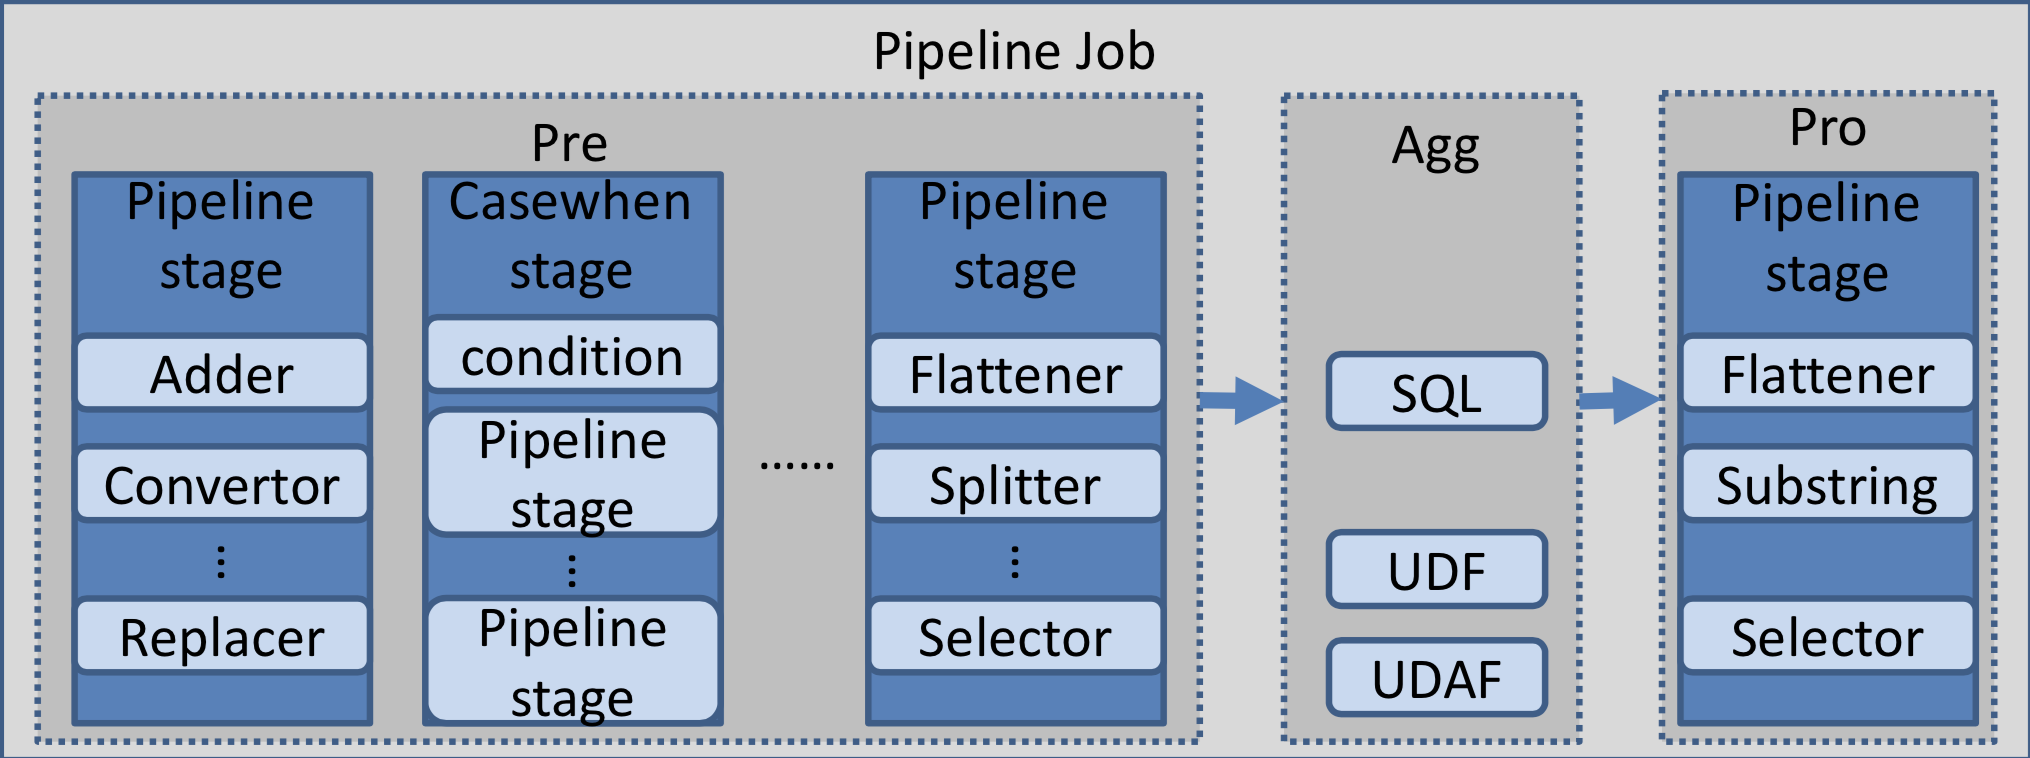 Pipeline Job
Pre
Pipeline
stage
Adder
Convertor
⋮
Replacer
Casewhen
stage
condition
Pipeline
stage
⋮
Pipeline
stage
......
Pipeline
stage
Flattener
Splitter
⋮
Selector
Agg
SQL
UDF
UDAF
Pro
Pipeline
stage
Flattener
Substring
Selector